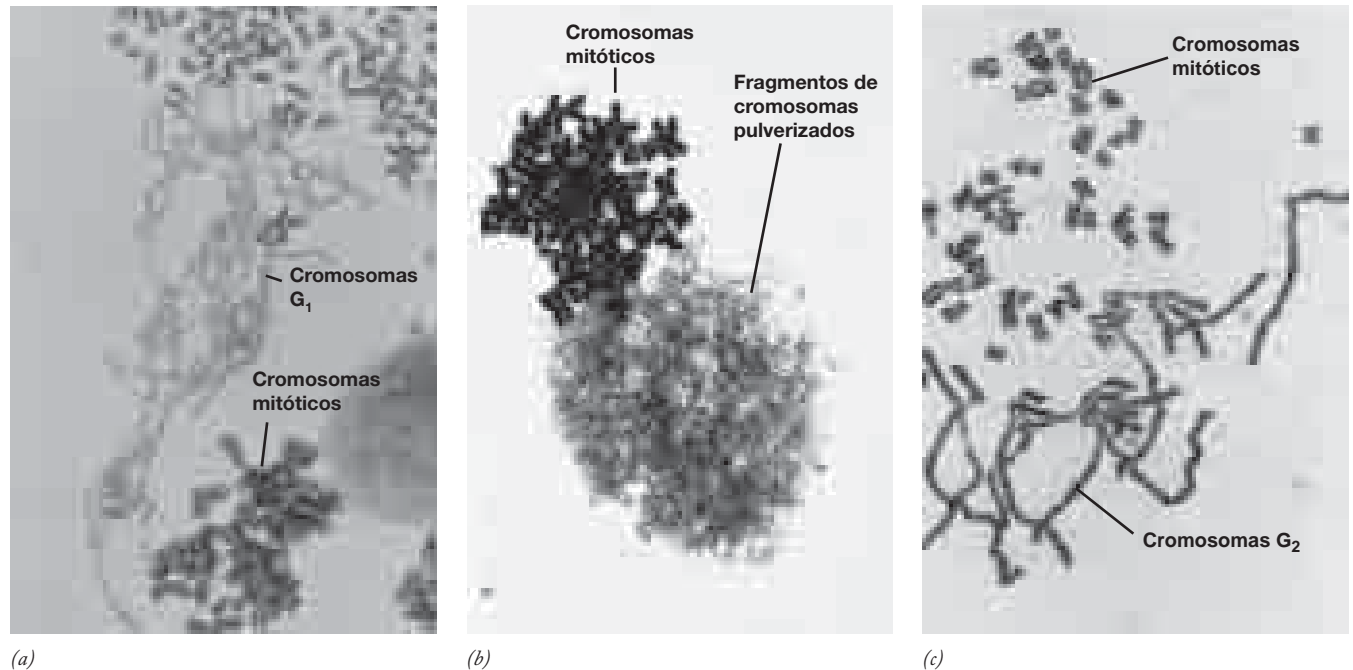 Cromosomas
G₁
Cromosomas
mitóticos
(a)
Cromosomas
mitóticos
Fragmentos de
cromosomas
pulverizados
(b)
Cromosomas
mitóticos
Cromosomas G₂
(c)